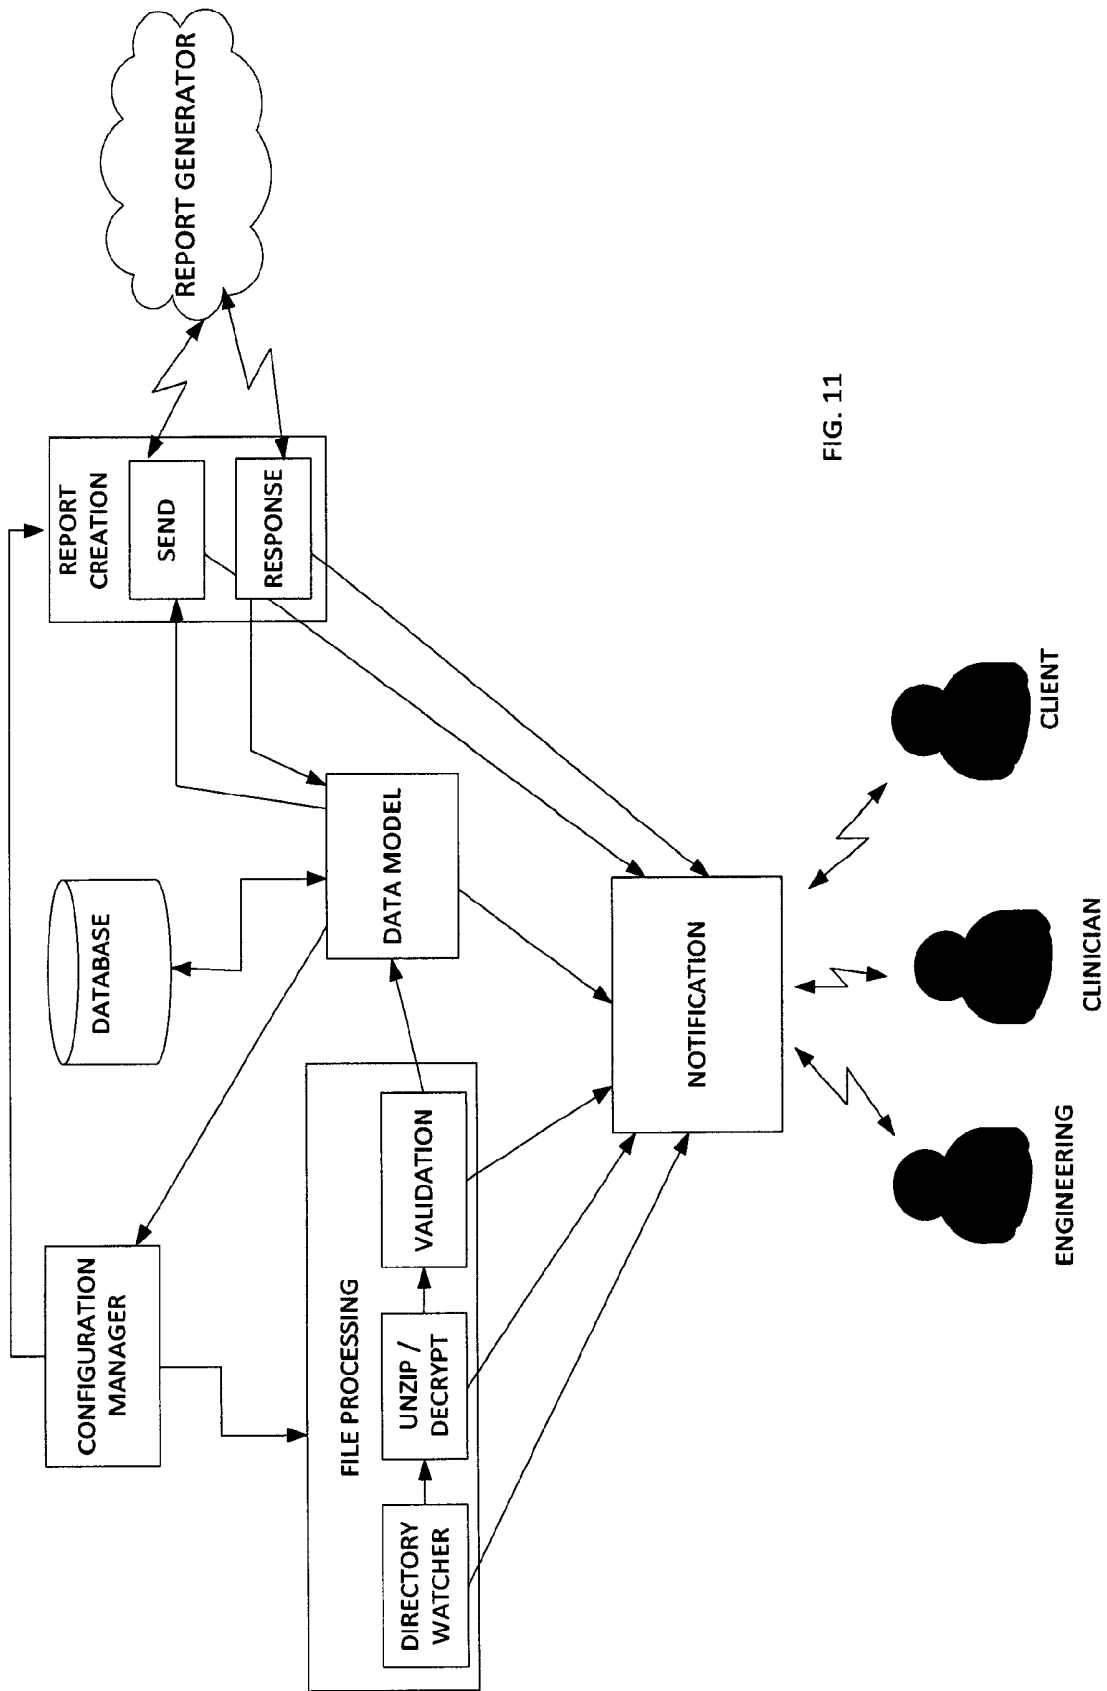 CONFIGURATION
MANAGER
DATABASE
REPORT
CREATION
SEND
RESPONSE
REPORT GENERATOR
FILE PROCESSING
DIRECTORY
WATCHER
UNZIP /
DECRYPT
VALIDATION
DATA MODEL
NOTIFICATION
ENGINEERING
CLINICIAN
CLIENT
FIG. 11